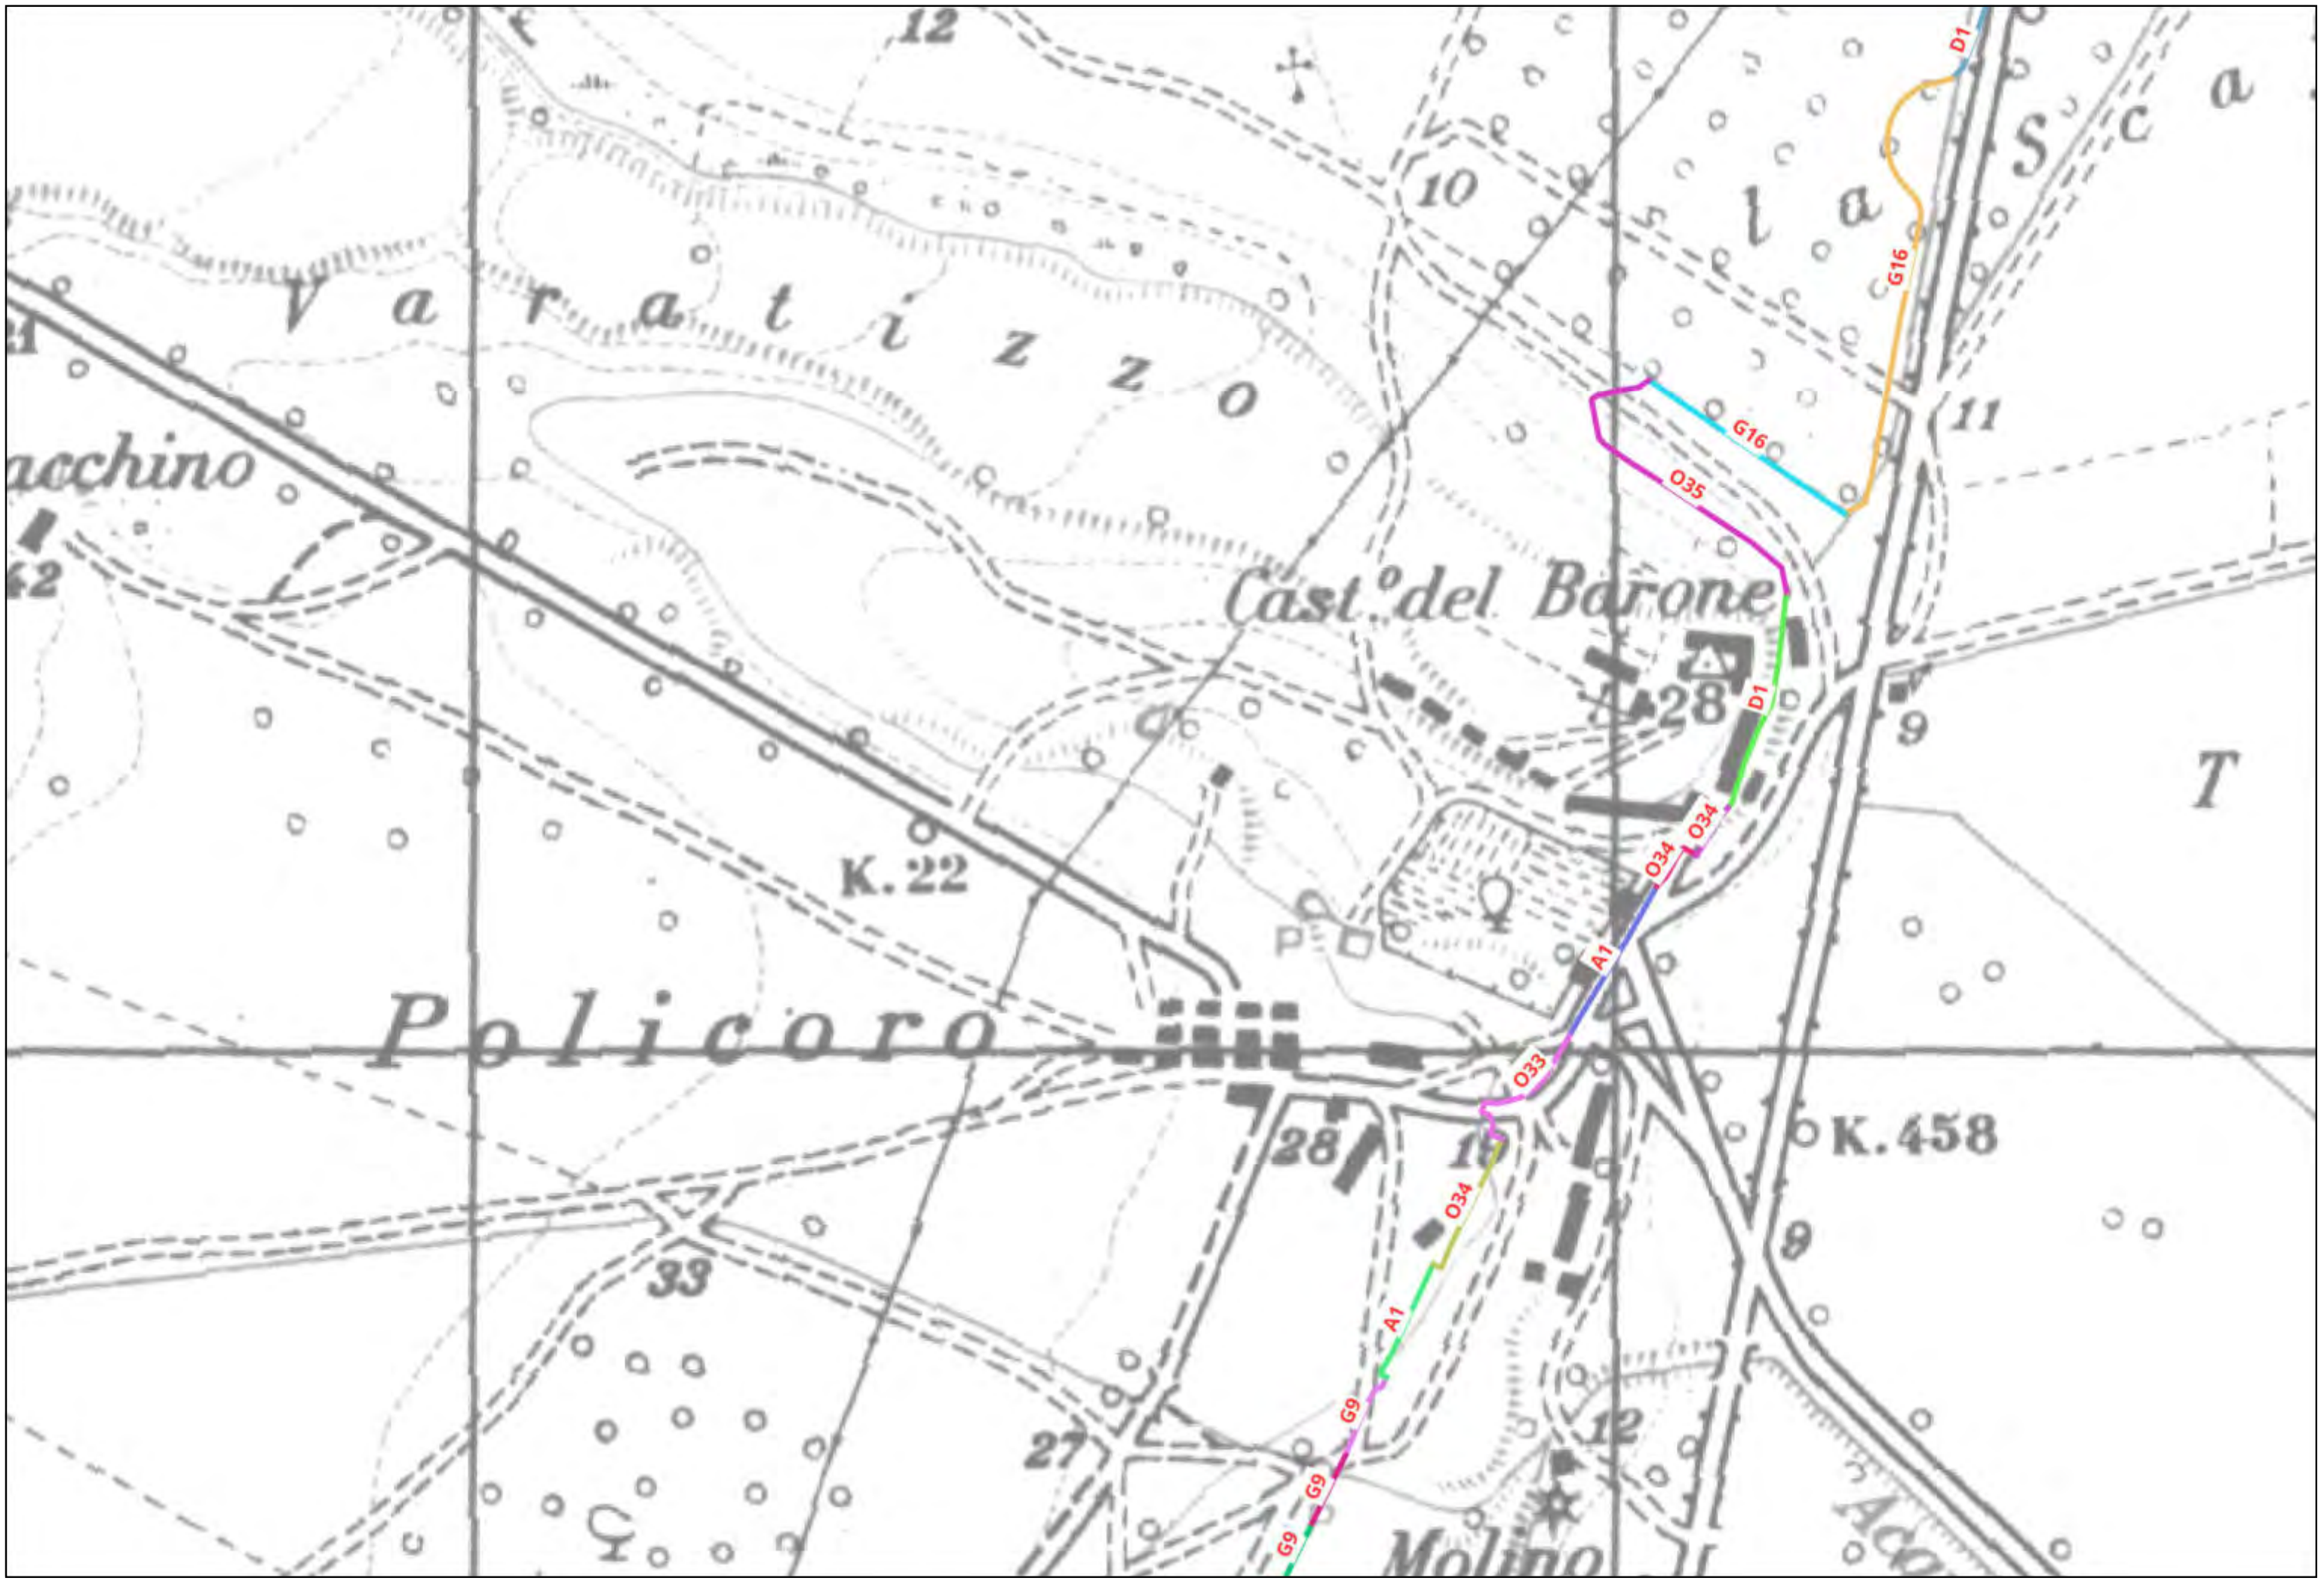 12
D1
S c a
10
l a
G16
V a r a t i z z o
21
11
G16
acchino
O35
42
Cast.º del Barone
28
D1
9
T
O34
K.22
O34
P
A1
Policoro
O33
28
K.458
O34
33
9
A1
G9
12
27
G9
G9
Molino
Acq